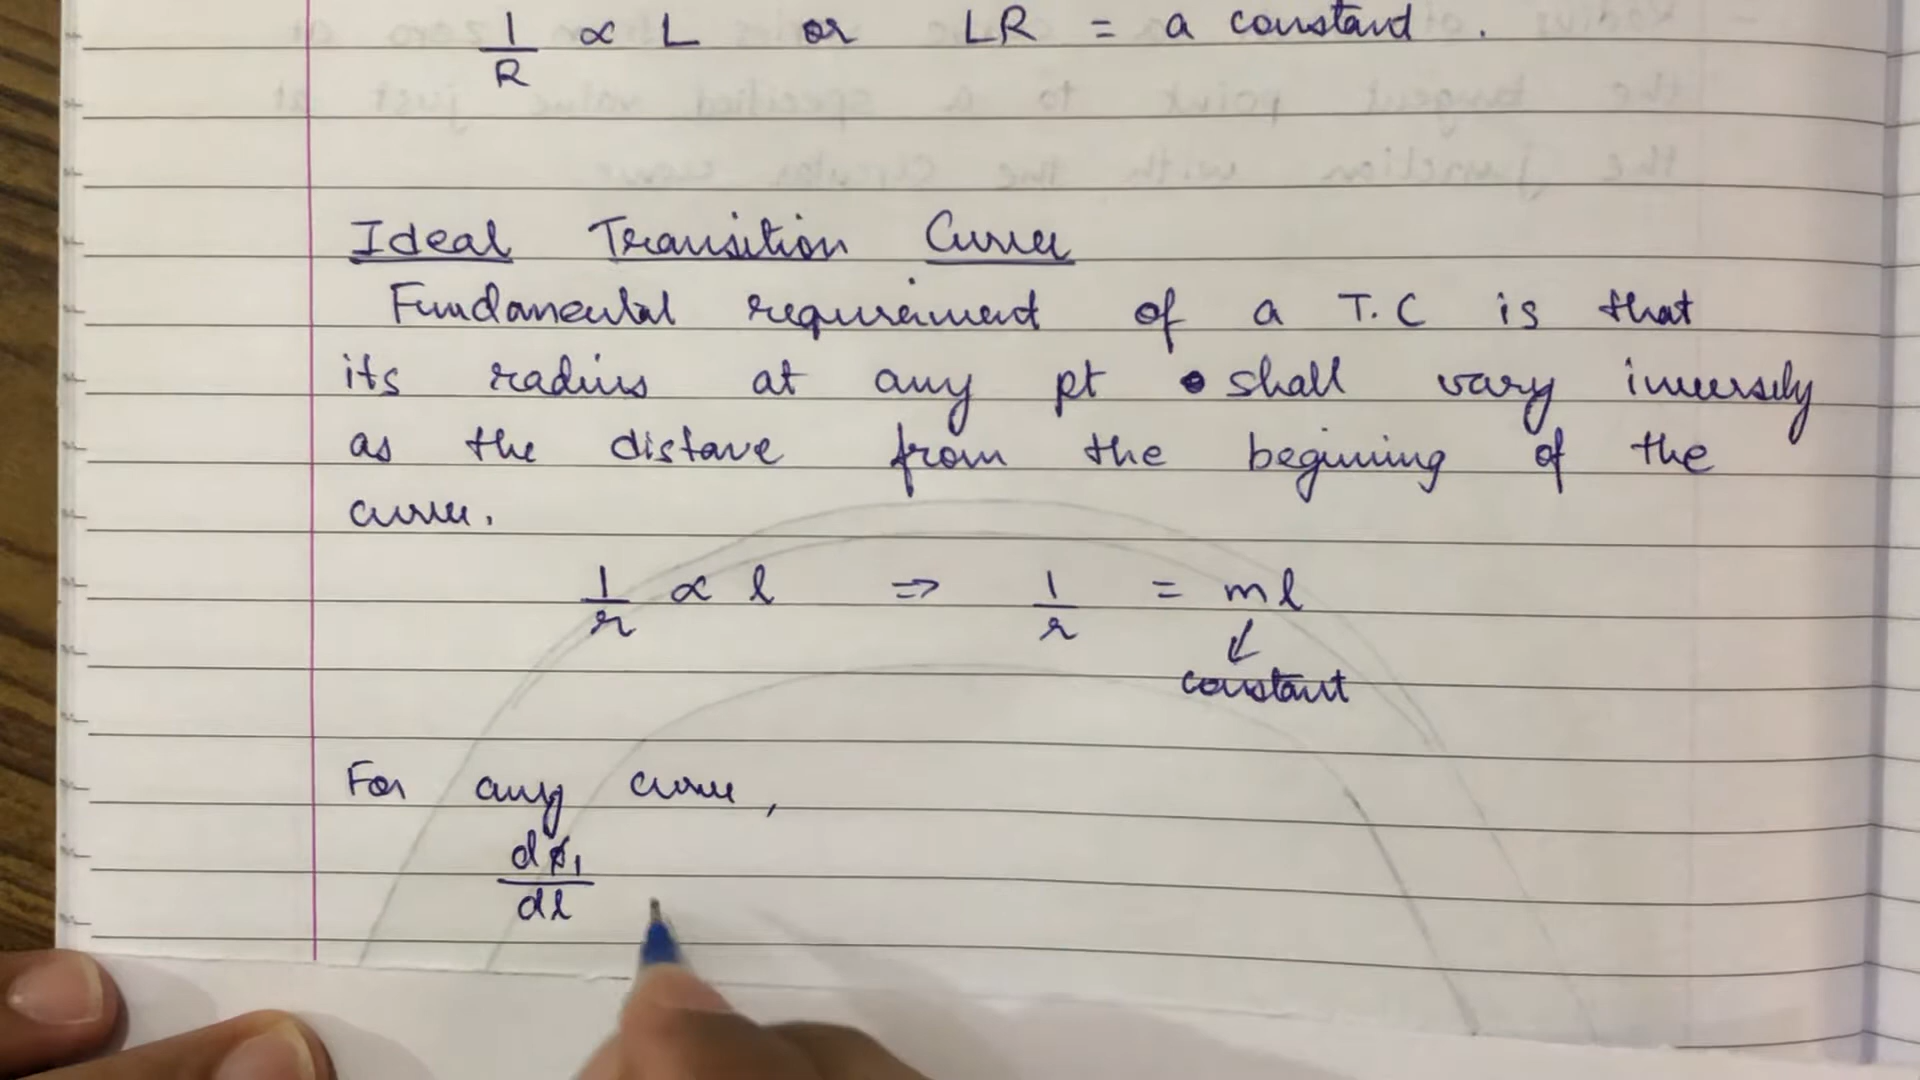 1/R ∝ L or LR = a constant.
Ideal Transition Curve
Fundamental requirement of a T.C is that
its radius at any pt shall vary inversely
as the distance from the begining of the
curve.
1/r ∝ l ⇒ 1/r = ml
constant
For any curve,
dϕ₁/dl